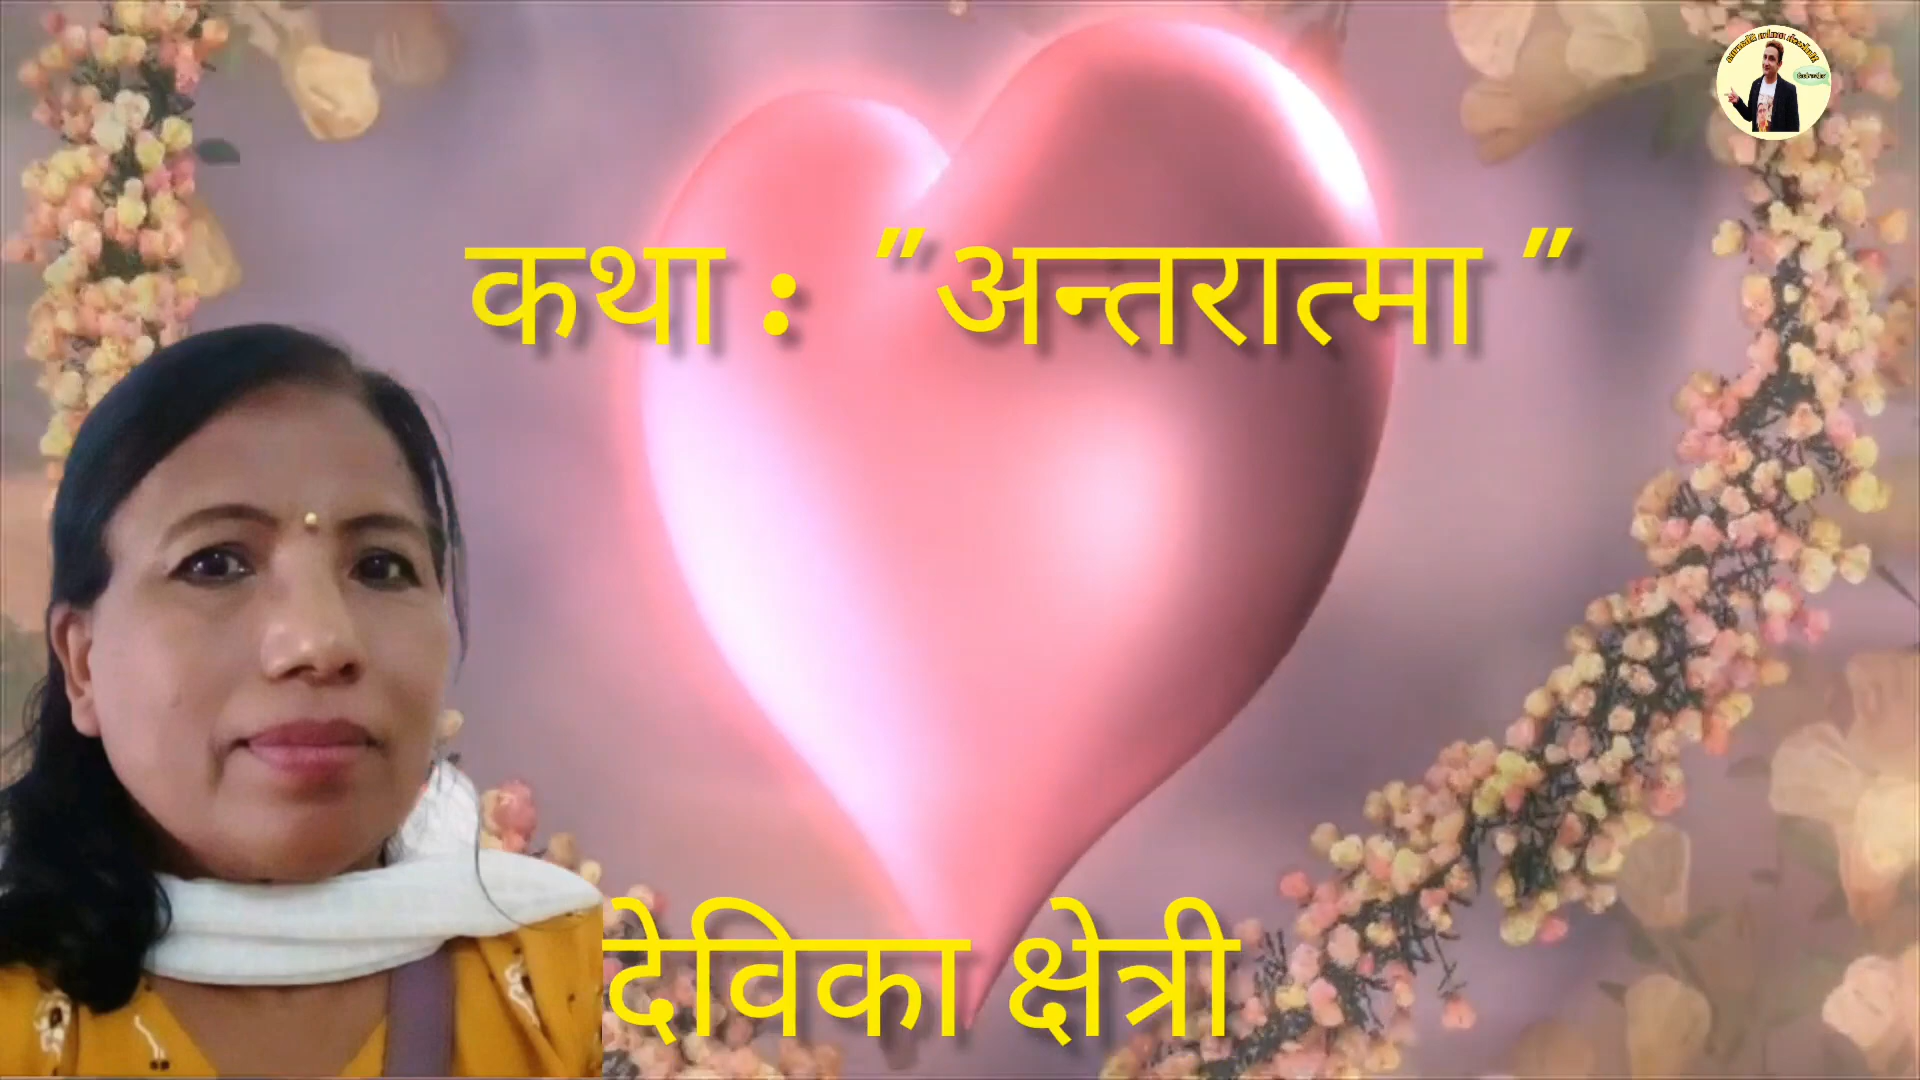 कथा : "अन्तरात्मा "
देविका क्षेत्री